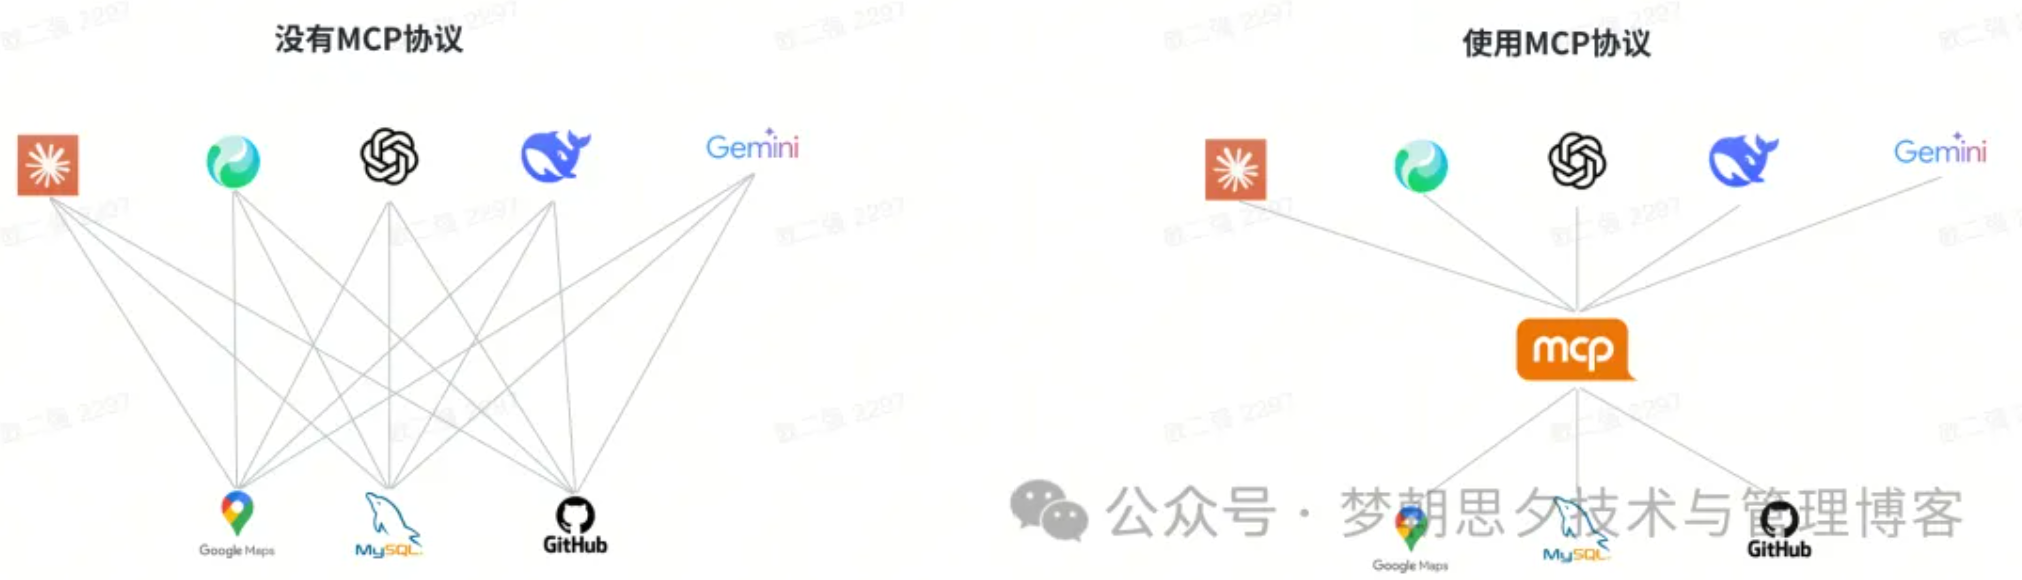 没有MCP协议
使用MCP协议
Gemini
Gemini
mcp
Google Maps
MySQL
GitHub
公众号·梦朝思夕技术与管理博客
Google Maps
MySQL
GitHub